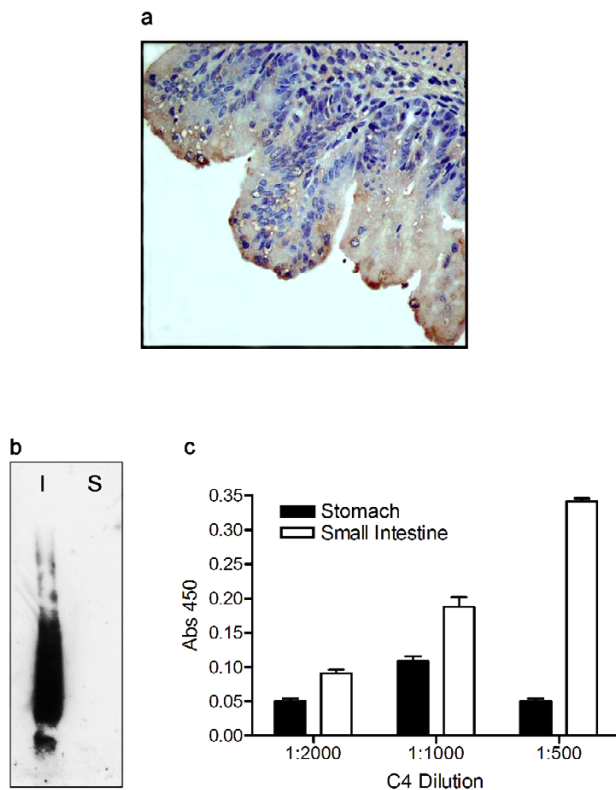 a
b
I S
c
Stomach
Small Intestine
Abs 450
0.35
0.30
0.25
0.20
0.15
0.10
0.05
0.00
1:2000 1:1000 1:500
C4 Dilution